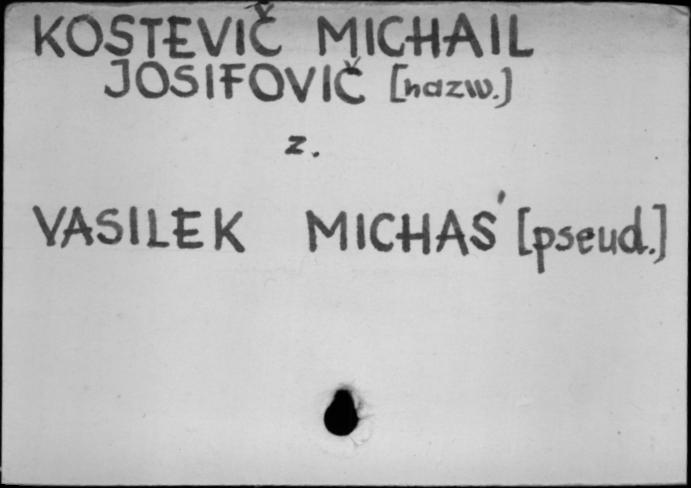 KOSTEVIČ MICHAIL
JOSIFOVIČ [nazw.]
z.
VASILEK MICHAŚ [pseud.]